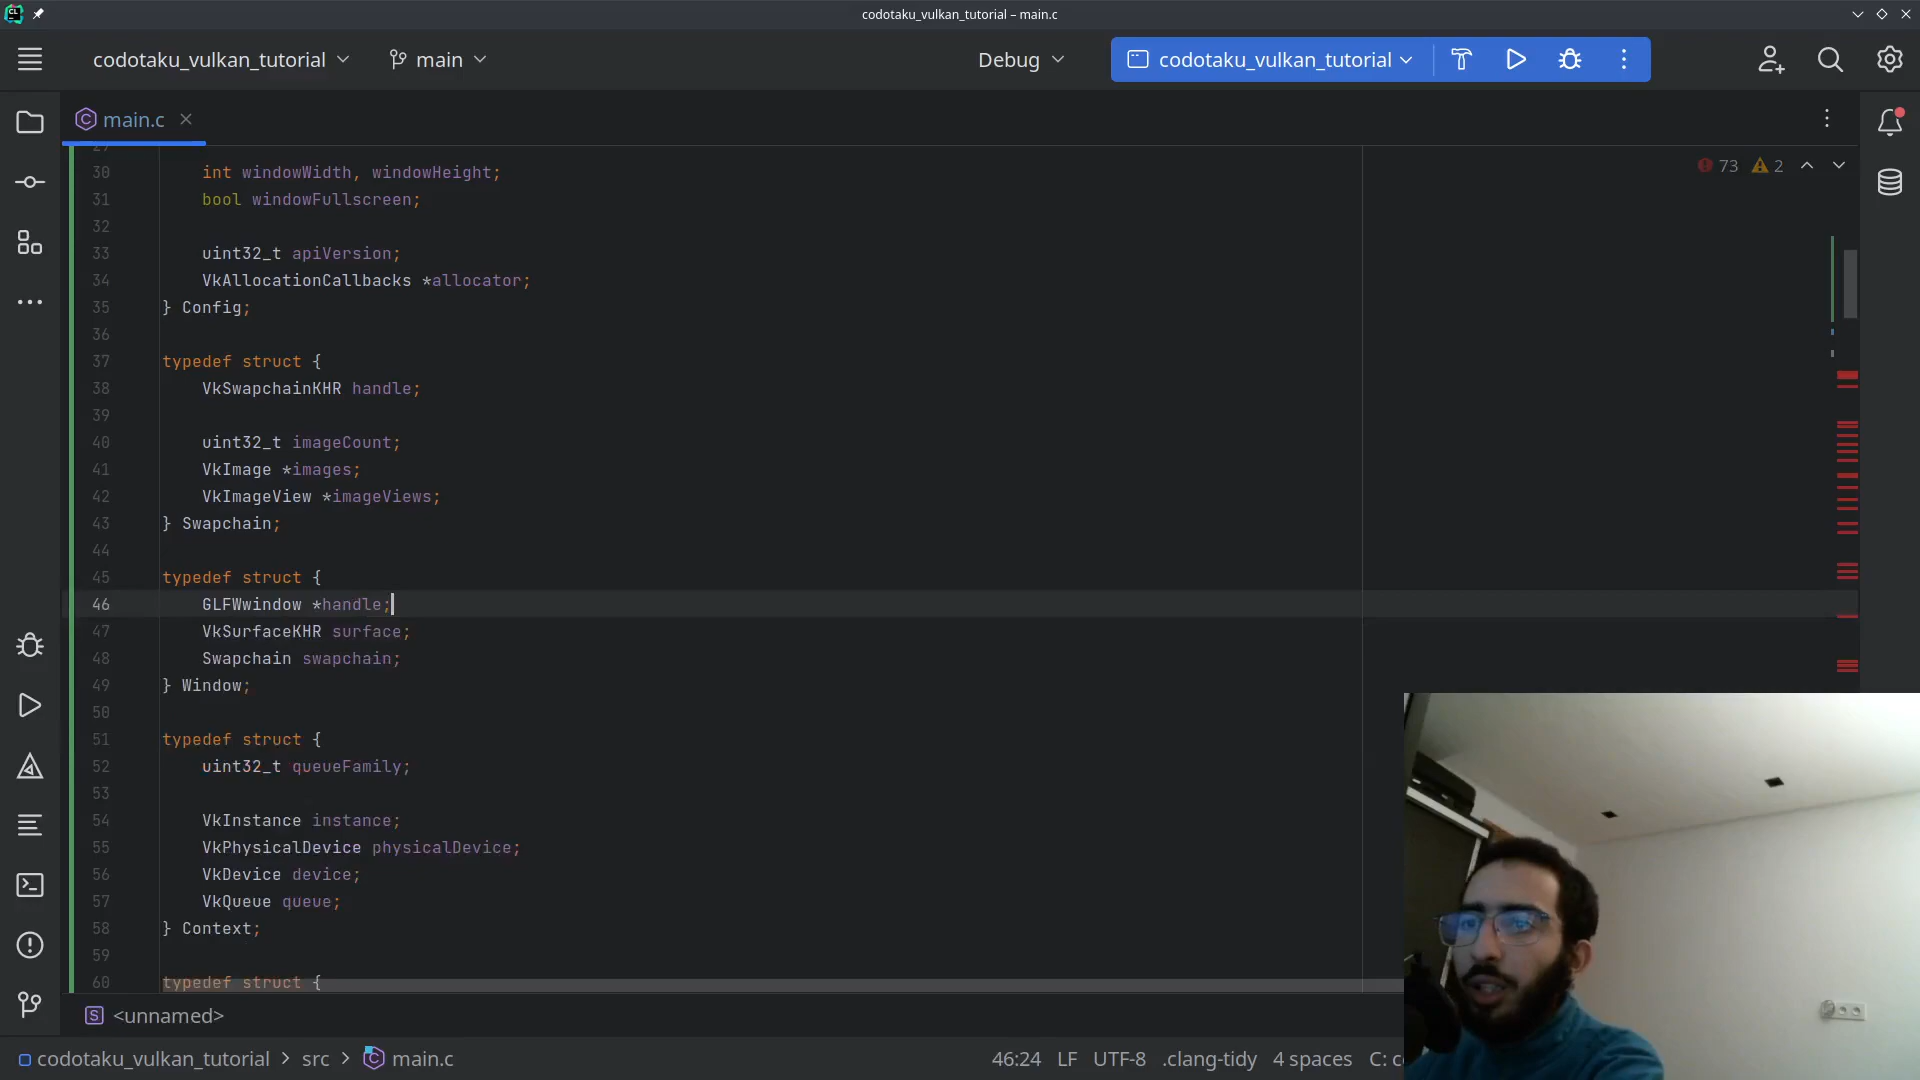 codotaku_vulkan_tutorial – main.c
codotaku_vulkan_tutorial
main
Debug
codotaku_vulkan_tutorial
main.c
73
2
30 int windowWidth, windowHeight;
31 bool windowFullscreen;
32
33 uint32_t apiVersion;
34 VkAllocationCallbacks *allocator;
35 } Config;
36
37 typedef struct {
38 VkSwapchainKHR handle;
39
40 uint32_t imageCount;
41 VkImage *images;
42 VkImageView *imageViews;
43 } Swapchain;
44
45 typedef struct {
46 GLFWwindow *handle;
47 VkSurfaceKHR surface;
48 Swapchain swapchain;
49 } Window;
50
51 typedef struct {
52 uint32_t queueFamily;
53
54 VkInstance instance;
55 VkPhysicalDevice physicalDevice;
56 VkDevice device;
57 VkQueue queue;
58 } Context;
59
60 typedef struct {
S <unnamed>
codotaku_vulkan_tutorial > src > main.c
46:24 LF UTF-8 .clang-tidy 4 spaces C: